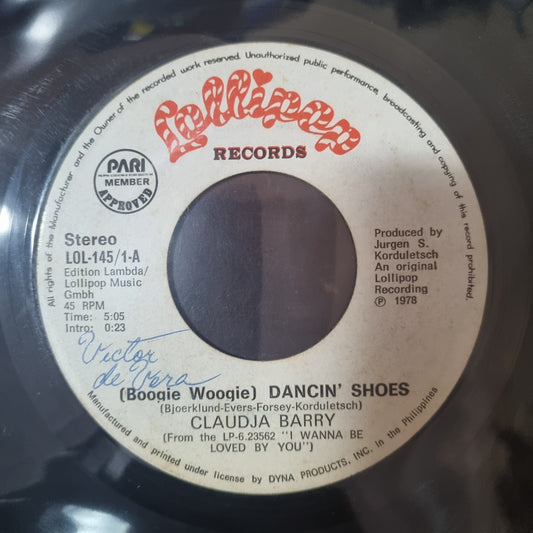 All rights of the Manufacturer and the Owner of the recorded work reserved. Unauthorized public performance, broadcasting and copying of this record prohibited.
Lollipop
RECORDS
PARI
MEMBER
APPROVED
Stereo
LOL-145/1-A
Edition Lambda/
Lollipop Music
Gmbh
45 RPM
Time: 5:05
Intro: 0:23
Produced by
Jurgen S.
Korduletsch
An original
Lollipop
Recording
Ⓟ 1978
Victor
de Vera
(Boogie Woogie) DANCIN' SHOES
(Bjoerklund-Evers-Forsey-Korduletsch)
CLAUDJA BARRY
(From the LP-6.23562 "I WANNA BE
LOVED BY YOU")
Manufactured and printed under license by DYNA PRODUCTS, INC. in the Philippines